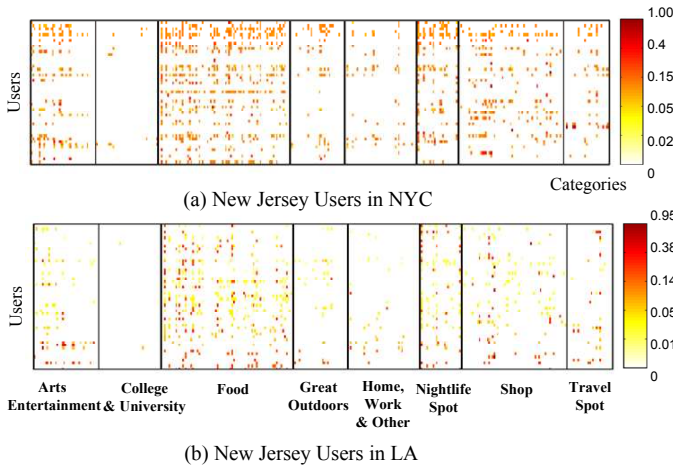 1.00
0.4
0.15
0.05
0.02
0
Users
Categories
(a) New Jersey Users in NYC
0.95
0.38
0.14
0.05
0.01
0
Users
Arts
Entertainment
College
& University
Food
Great
Outdoors
Home,
Work
& Other
Nightlife
Spot
Shop
Travel
Spot
(b) New Jersey Users in LA